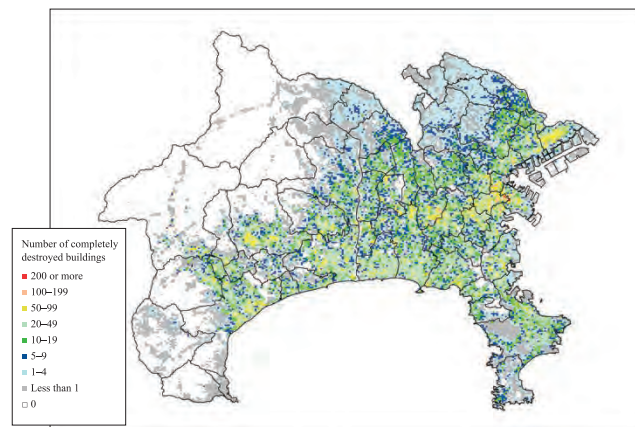 Number of completely
destroyed buildings
200 or more
100–199
50–99
20–49
10–19
5–9
1–4
Less than 1
0